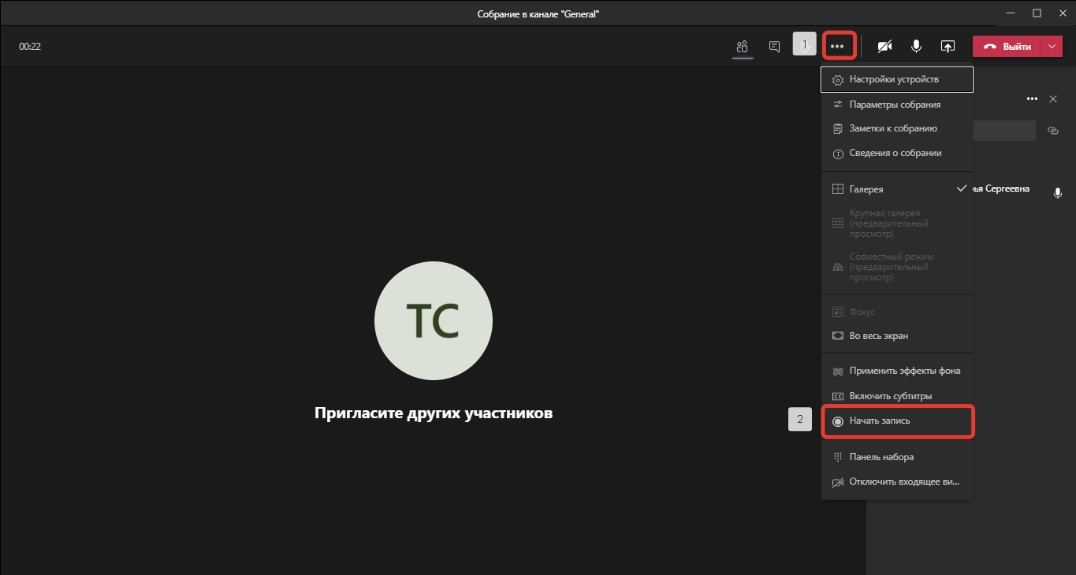 Собрание в канале "General"
00:22
1
Выйти
Настройки устройств
Параметры собрания
Заметки к собранию
Сведения о собрании
Галерея
ья Сергеевна
Крупная галерея
(предварительный
просмотр)
Совместный режим
(предварительный
просмотр)
Фокус
Во весь экран
Применить эффекты фона
CC Включить субтитры
2
Начать запись
Панель набора
Отключить входящее ви...
ТС
Пригласите других участников